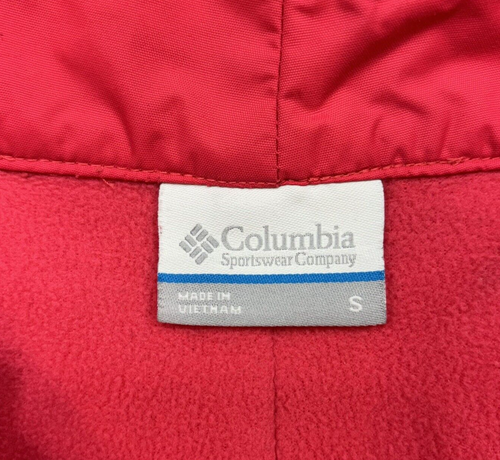 Columbia
Sportswear Company
MADE IN
VIETNAM
S